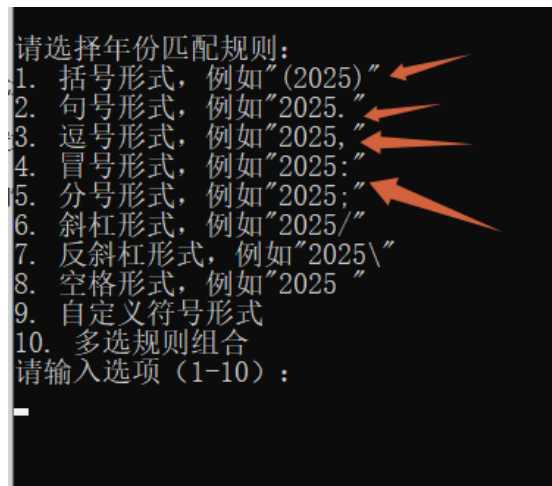 请选择年份匹配规则：
1. 括号形式，例如"(2025)"
2. 句号形式，例如"2025."
3. 逗号形式，例如"2025,"
4. 冒号形式，例如"2025:"
5. 分号形式，例如"2025;"
6. 斜杠形式，例如"2025/"
7. 反斜杠形式，例如"2025\"
8. 空格形式，例如"2025 "
9. 自定义符号形式
10. 多选规则组合
请输入选项（1-10）：